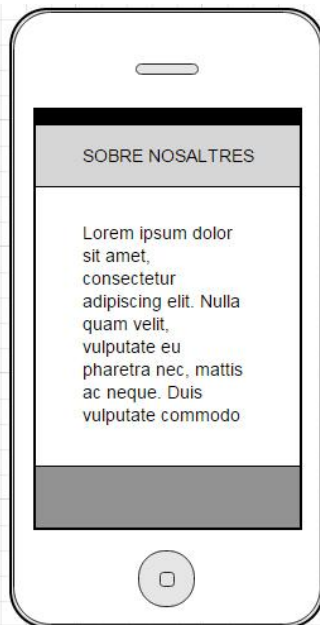 SOBRE NOSALTRES
Lorem ipsum dolor
sit amet,
consectetur
adipiscing elit. Nulla
quam velit,
vulputate eu
pharetra nec, mattis
ac neque. Duis
vulputate commodo